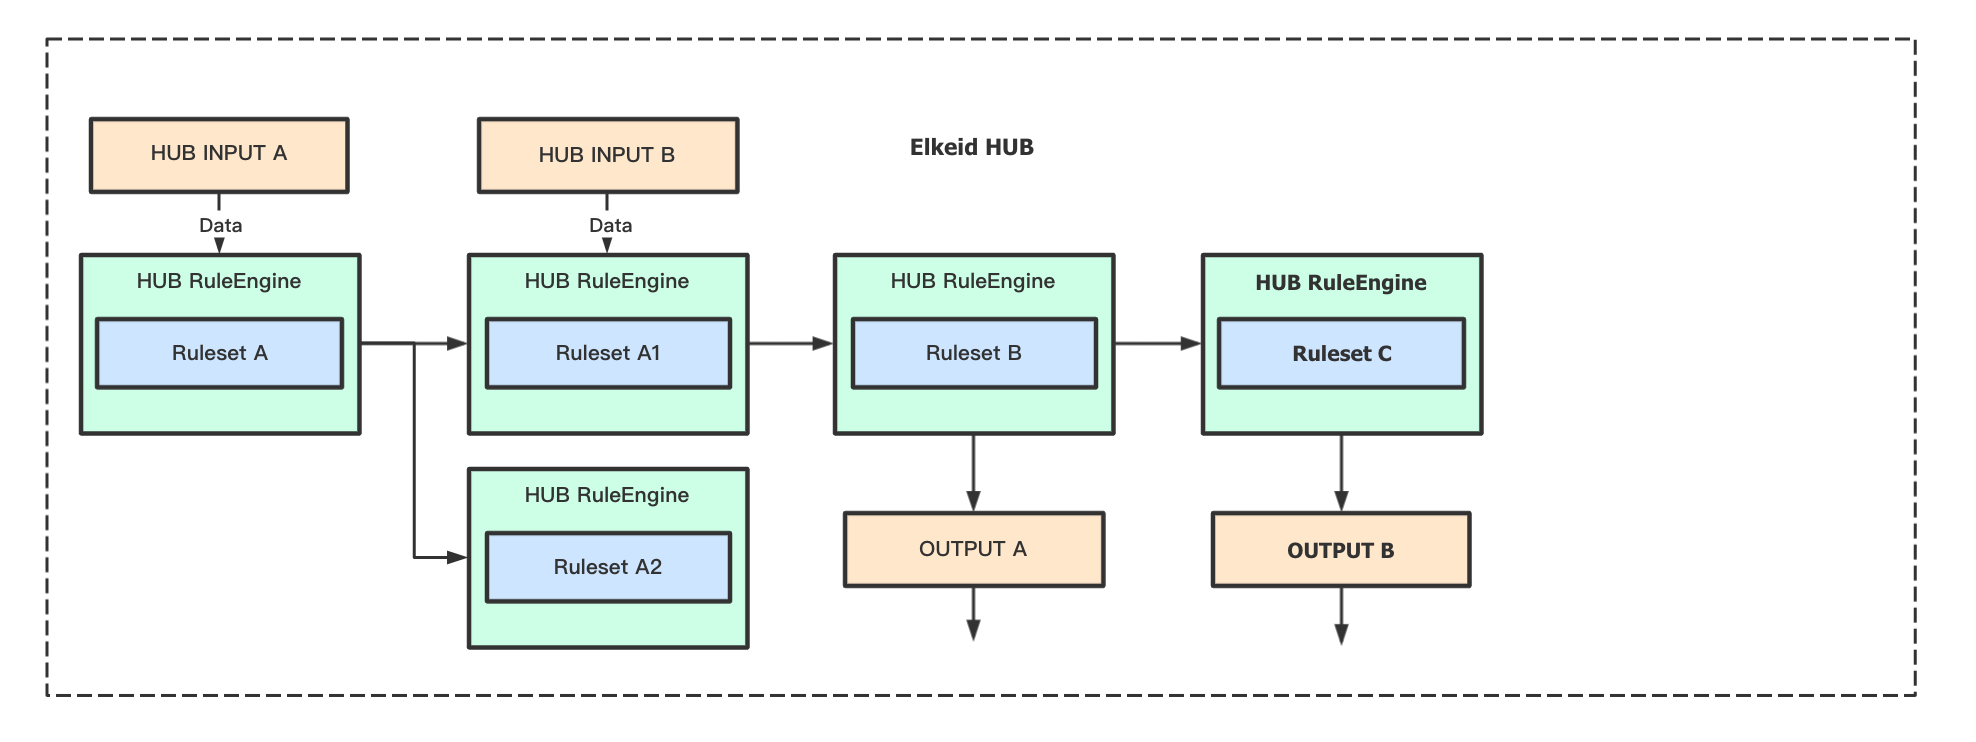 HUB INPUT A
HUB INPUT B
Elkeid HUB
Data
Data
HUB RuleEngine
Ruleset A
HUB RuleEngine
Ruleset A1
HUB RuleEngine
Ruleset B
HUB RuleEngine
Ruleset C
HUB RuleEngine
Ruleset A2
OUTPUT A
OUTPUT B